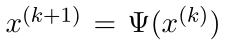 x^{(k+1)} = Ψ(x^{(k)})